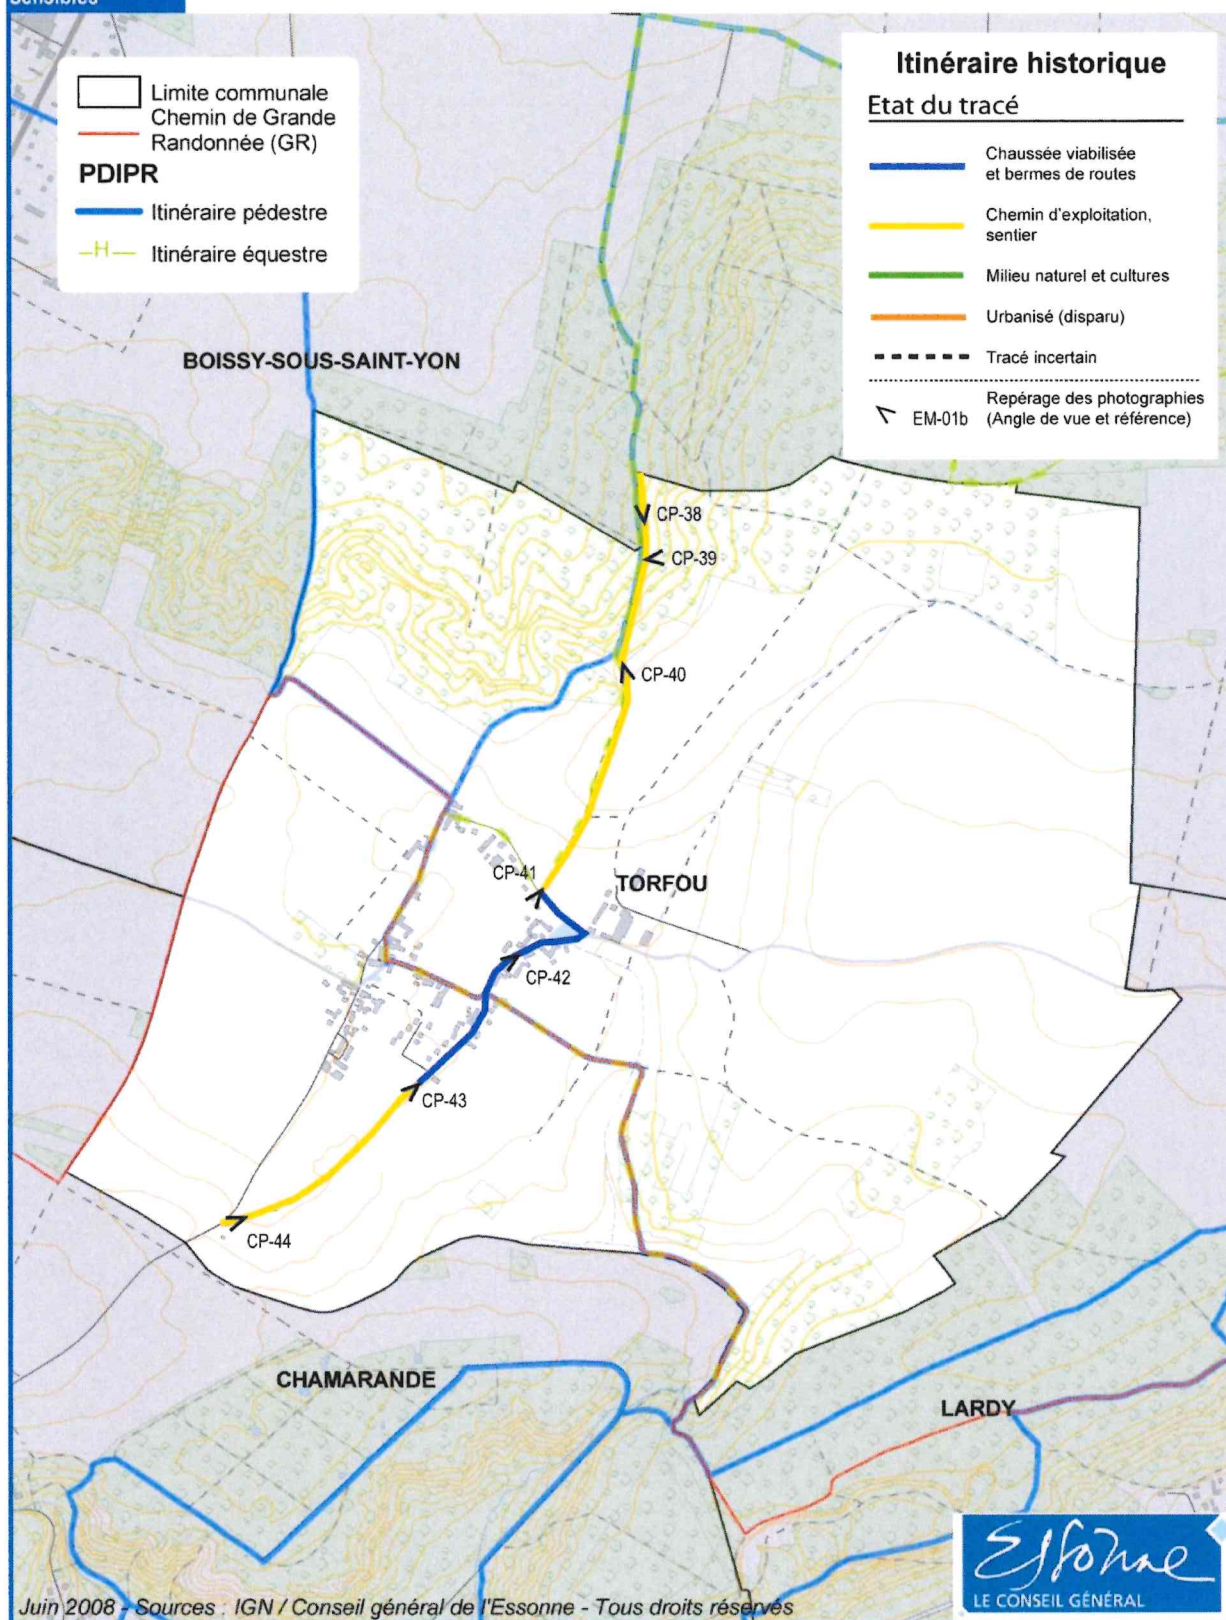 Sensibles
Limite communale
Chemin de Grande
Randonnée (GR)
PDIPR
Itinéraire pédestre
H
Itinéraire équestre
Itinéraire historique
Etat du tracé
Chaussée viabilisée
et bermes de routes
Chemin d'exploitation,
sentier
Milieu naturel et cultures
Urbanisé (disparu)
Tracé incertain
EM-01b
Repérage des photographies
(Angle de vue et référence)
BOISSY-SOUS-SAINT-YON
CP-38
CP-39
CP-40
CP-41
TORFOU
CP-42
CP-43
CP-44
CHAMARANDE
LARDY
Essonne
LE CONSEIL GÉNÉRAL
Juin 2008 - Sources : IGN / Conseil général de l'Essonne - Tous droits réservés